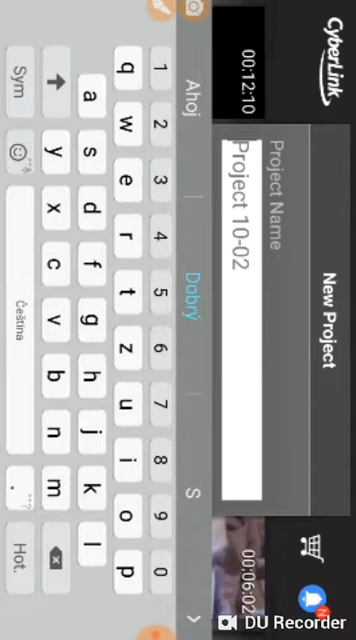 CyberLink
New Project
Project Name
Project 10-02
00:12:10
00:06:02
Ahoj Dobrý S
1 2 3 4 5 6 7 8 9 0
q w e r t z u i o p
a s d f g h j k l
y x c v b n m
Sym Čeština . Hot.
N
DU Recorder